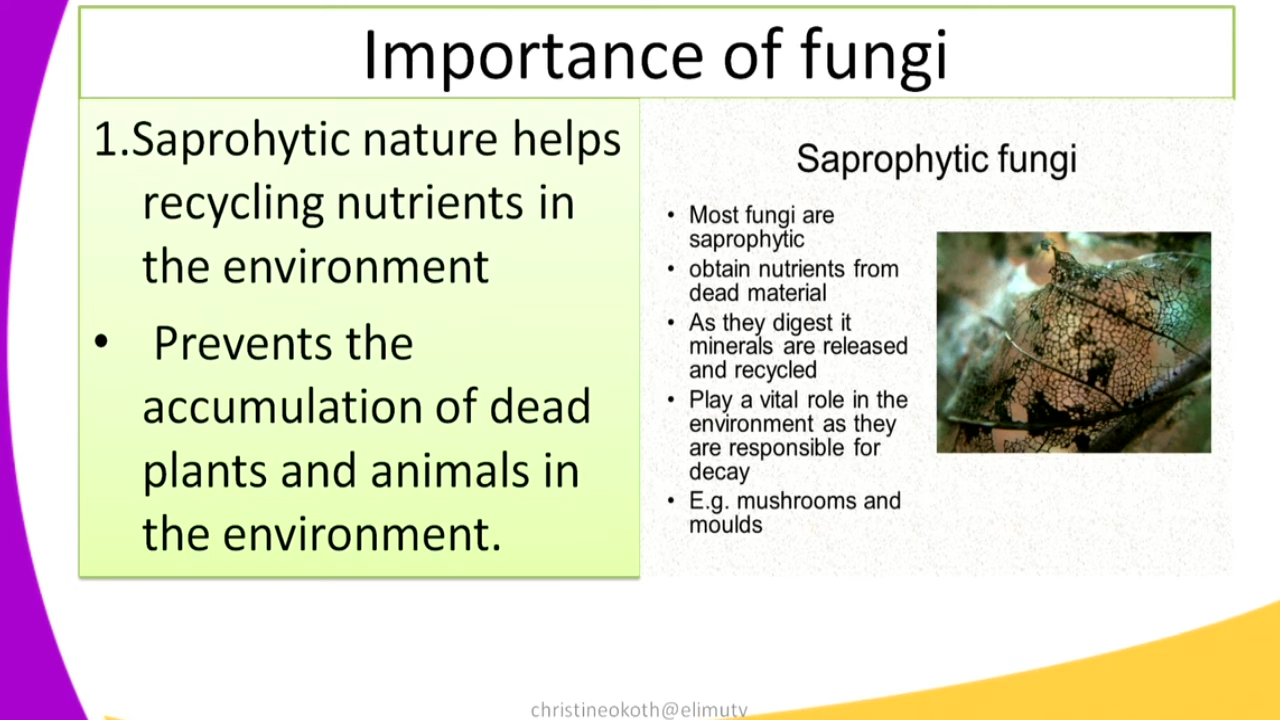 Importance of fungi
1.Saprohytic nature helps
recycling nutrients in
the environment
• Prevents the
accumulation of dead
plants and animals in
the environment.
Saprophytic fungi
• Most fungi are
saprophytic
• obtain nutrients from
dead material
• As they digest it
minerals are released
and recycled
• Play a vital role in the
environment as they
are responsible for
decay
• E.g. mushrooms and
moulds
christineokoth@elimutv